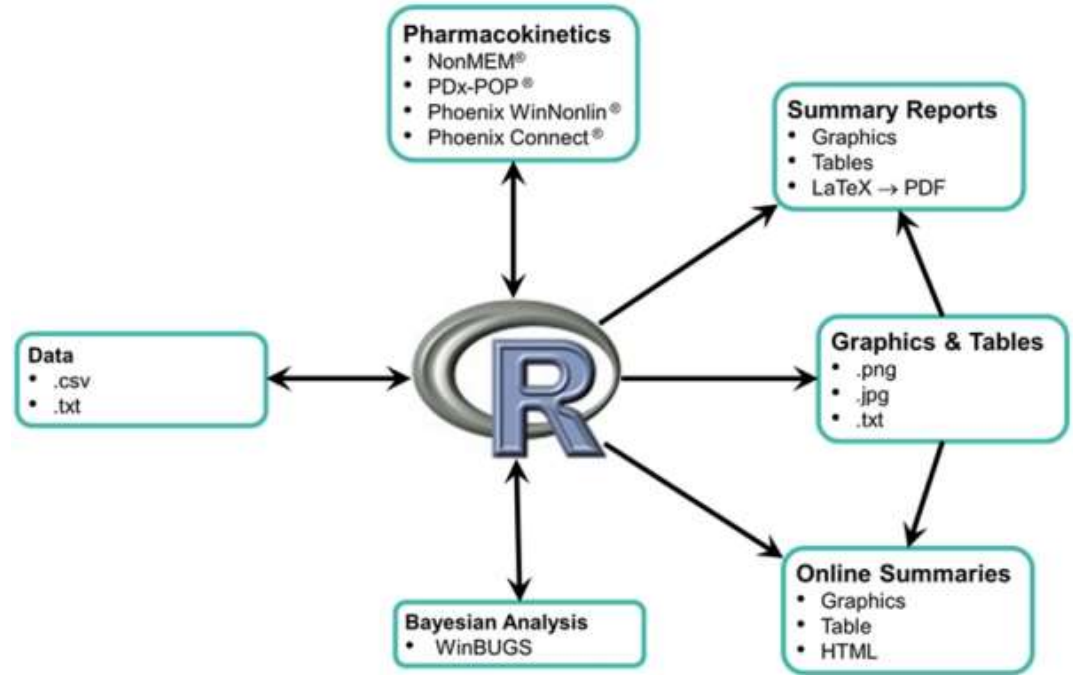 Pharmacokinetics
• NonMEM®
• PDx-POP®
• Phoenix WinNonlin®
• Phoenix Connect®
Summary Reports
• Graphics
• Tables
• LaTeX → PDF
Data
• .csv
• .txt
R
Graphics & Tables
• .png
• .jpg
• .txt
Bayesian Analysis
• WinBUGS
Online Summaries
• Graphics
• Table
• HTML